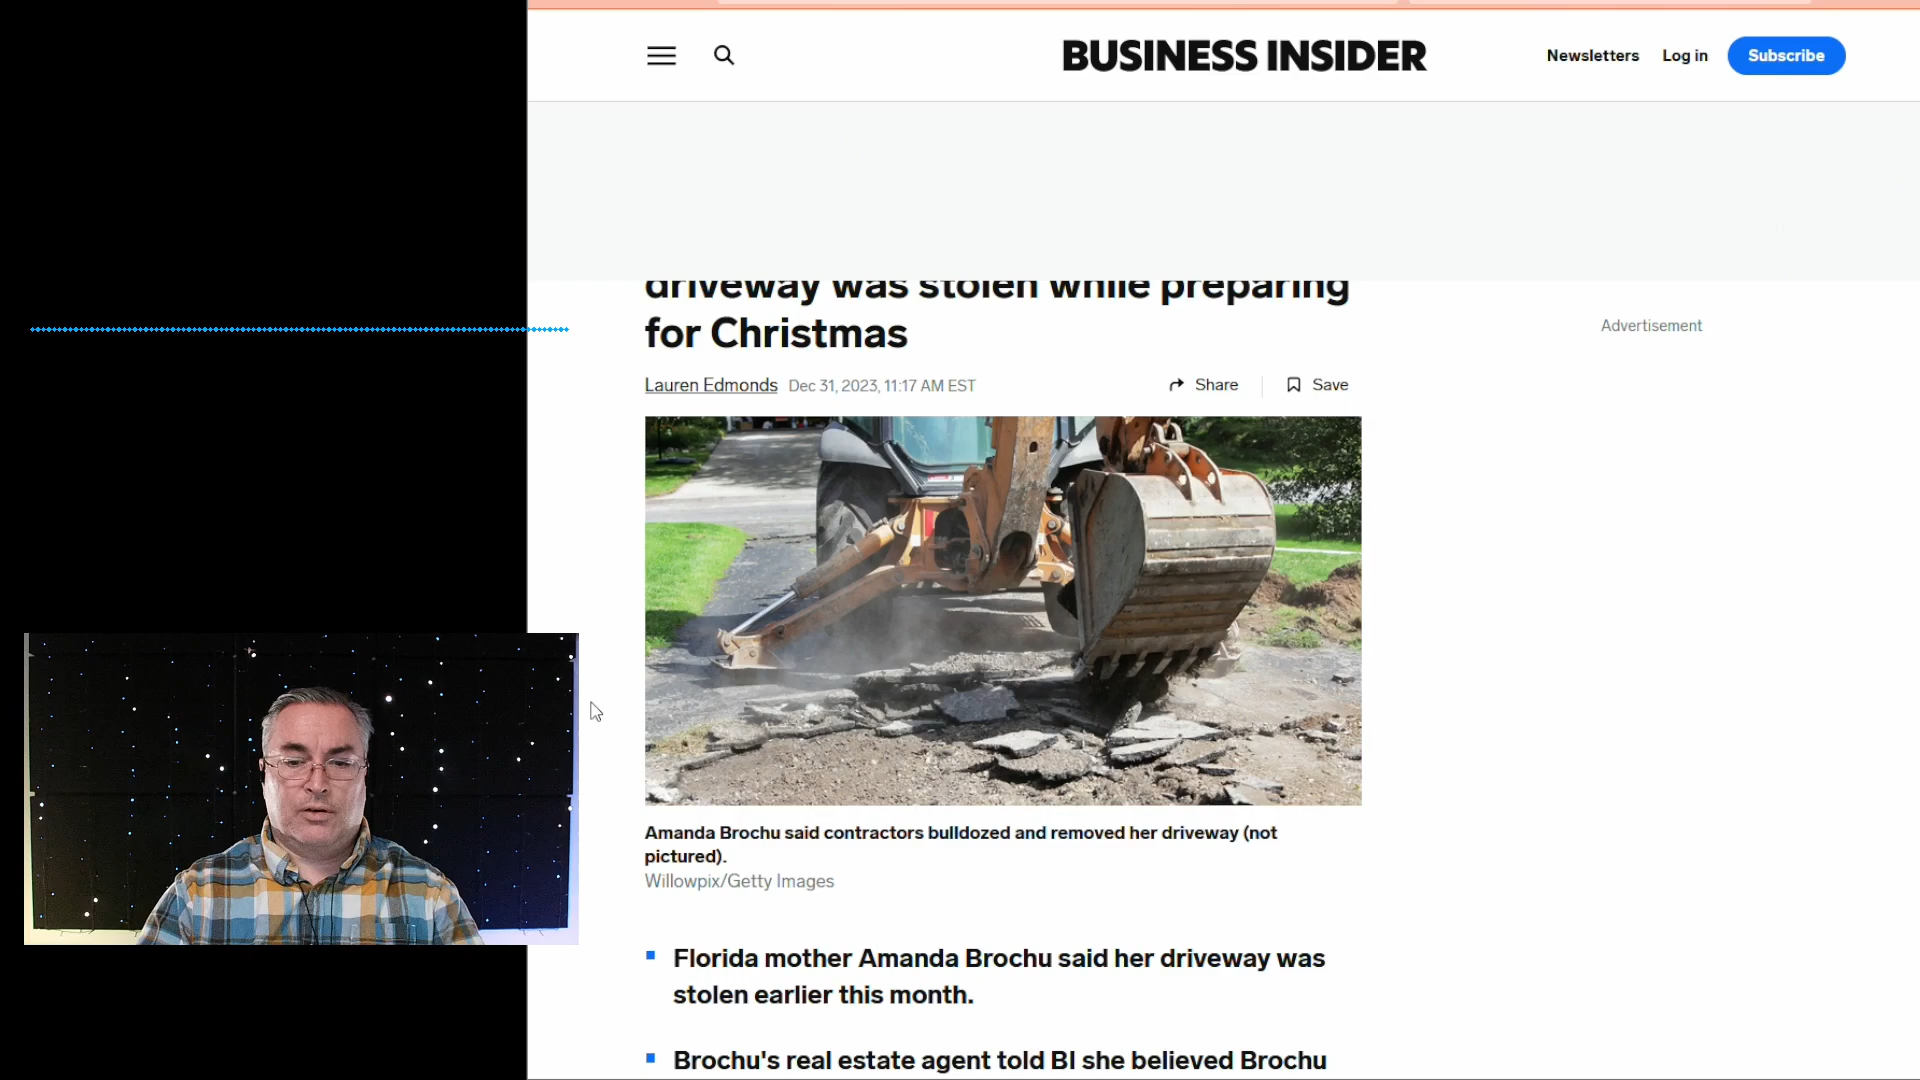 BUSINESS INSIDER
Newsletters
Log in
Subscribe
driveway was stolen while preparing
for Christmas
Advertisement
Lauren Edmonds Dec 31, 2023, 11:17 AM EST
Share
Save
Amanda Brochu said contractors bulldozed and removed her driveway (not
pictured).
Willowpix/Getty Images
Florida mother Amanda Brochu said her driveway was
stolen earlier this month.
Brochu's real estate agent told BI she believed Brochu